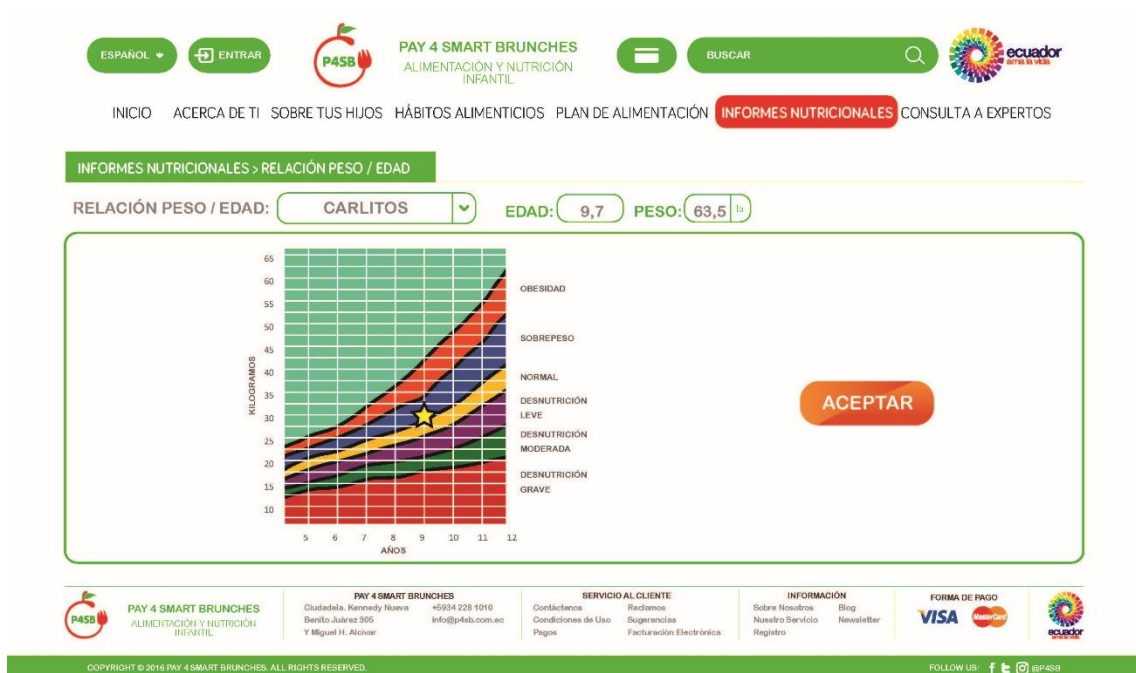 ESPAÑOL
ENTRAR
P4SB
PAY 4 SMART BRUNCHES
ALIMENTACIÓN Y NUTRICIÓN
INFANTIL
BUSCAR
ecuador
ama la vida
INICIO ACERCA DE TI SOBRE TUS HIJOS HÁBITOS ALIMENTICIOS PLAN DE ALIMENTACIÓN INFORMES NUTRICIONALES CONSULTA A EXPERTOS
INFORMES NUTRICIONALES > RELACIÓN PESO / EDAD
RELACIÓN PESO / EDAD: CARLITOS EDAD: 9,7 PESO: 63,5 lb
65
60
55
50
45
40
35
30
25
20
15
10
KILOGRAMOS
5 6 7 8 9 10 11 12
AÑOS
OBESIDAD
SOBREPESO
NORMAL
DESNUTRICIÓN
LEVE
DESNUTRICIÓN
MODERADA
DESNUTRICIÓN
GRAVE
ACEPTAR
P4SB
PAY 4 SMART BRUNCHES
ALIMENTACIÓN Y NUTRICIÓN
INFANTIL
PAY 4 SMART BRUNCHES
Ciudadela. Kennedy Nueva +5934 228 1010
Benito Juárez 305 info@p4sb.com.ec
Y Miguel H. Alcivar
SERVICIO AL CLIENTE
Contáctenos Reclamos
Condiciones de Uso Sugerencias
Pagos Facturación Electrónica
INFORMACIÓN
Sobre Nosotros Blog
Nuestro Servicio Newsletter
Registro
FORMA DE PAGO
VISA MasterCard
ecuador
ama la vida
COPYRIGHT © 2016 PAY 4 SMART BRUNCHES. ALL RIGHTS RESERVED.
FOLLOW US: @P4SB